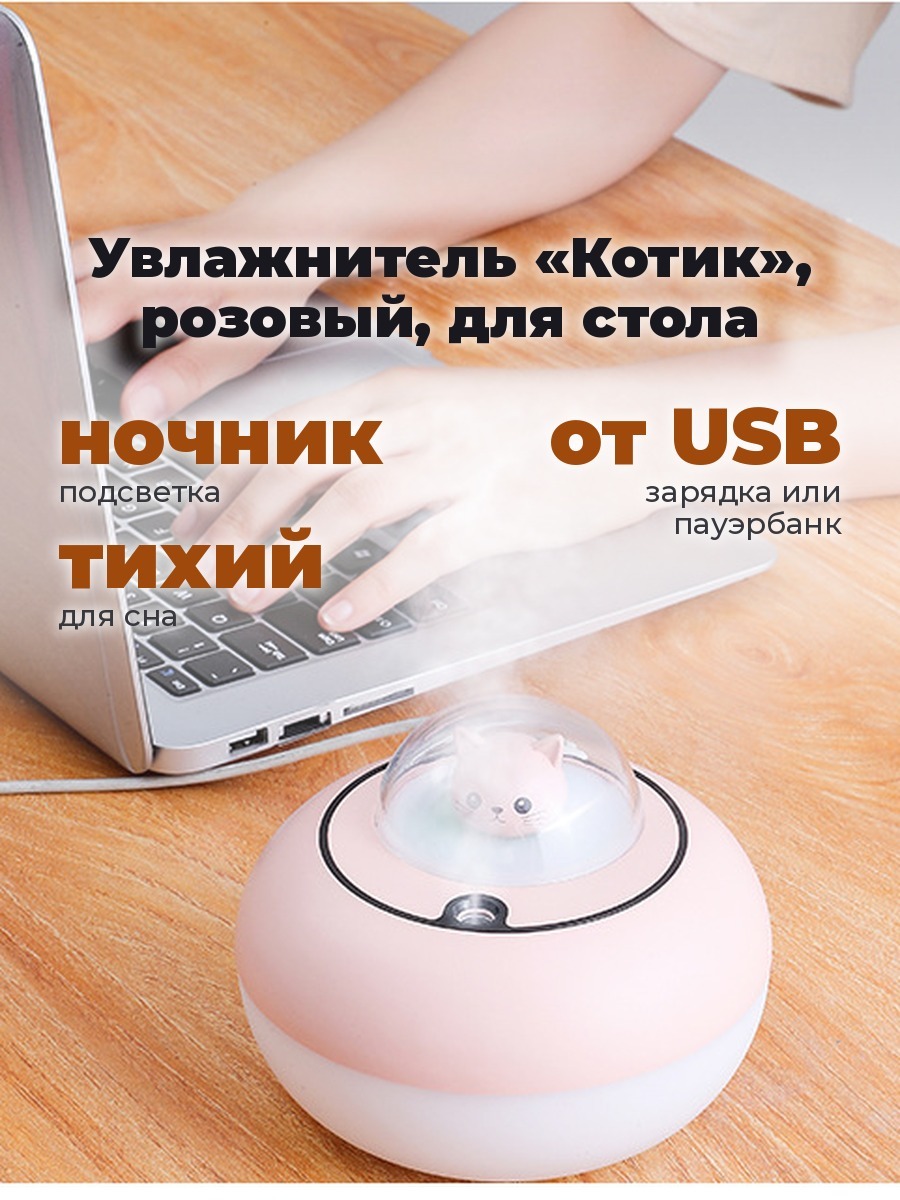 Увлажнитель «Котик»,
розовый, для стола
ночник
подсветка
тихий
для сна
от USB
зарядка или
пауэрбанк